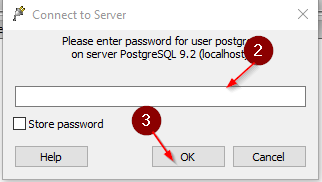 Connect to Server
Please enter password for user postgre
on server PostgreSQL 9.2 (localhost)
2
Store password
3
Help
OK
Cancel